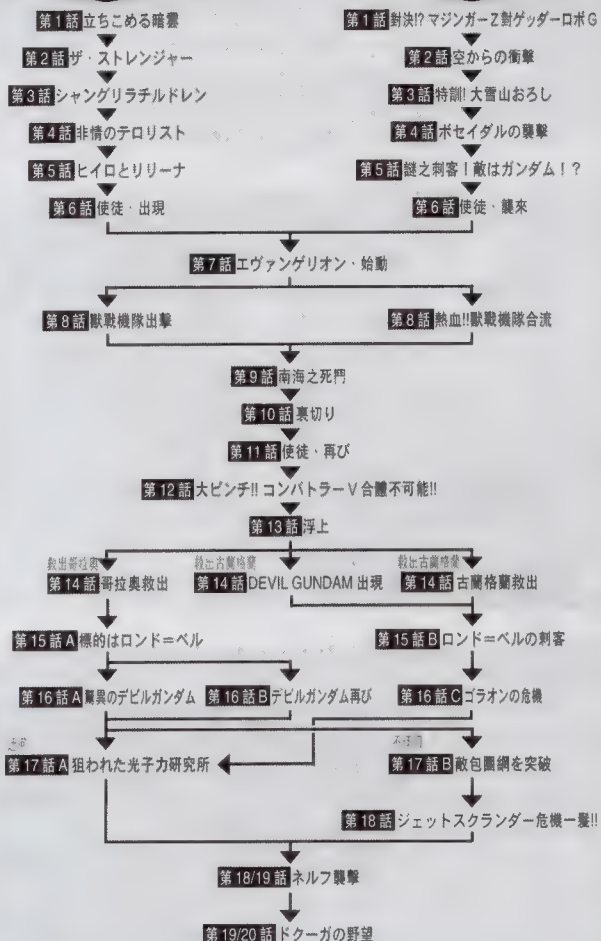 第1話 立ちこめる暗雲
第1話 對決!? マジンガーZ對ゲッダーロボG
第2話 ザ・ストレンジャー
第2話 空からの衝擊
第3話 シャングリラチルドレン
第3話 特訓! 大雪山おろし
第4話 非情のテロリスト
第4話 ポセイダルの襲擊
第5話 ヒイロとリリーナ
第5話 謎之刺客！敵はガンダム！？
第6話 使徒・出現
第6話 使徒・襲來
第7話 エヴァンゲリオン・始動
第8話 獸戰機隊出擊
第8話 熱血!!獸戰機隊合流
第9話 南海之死鬥
第10話 裏切り
第11話 使徒・再び
第12話 大ピンチ!! コンバトラーV 合體不可能!!
第13話 浮上
救出哥拉奧
救出古蘭格蘭
救出古蘭格蘭
第14話 哥拉奧救出
第14話 DEVIL GUNDAM 出現
第14話 古蘭格蘭救出
第15話 A 標的はロンド＝ベル
第15話 B ロンド＝ベルの刺客
第16話 A 驚異のデビルガンダム
第16話 B デビルガンダム再び
第16話 C ゴラオンの危機
第17話 A 狙われた光子力研究所
第17話 B 敵包圍網を突破
第18話 ジェットスクランダー危機一髮!!
第18/19話 ネルフ襲擊
第19/20話 ドクーガの野望